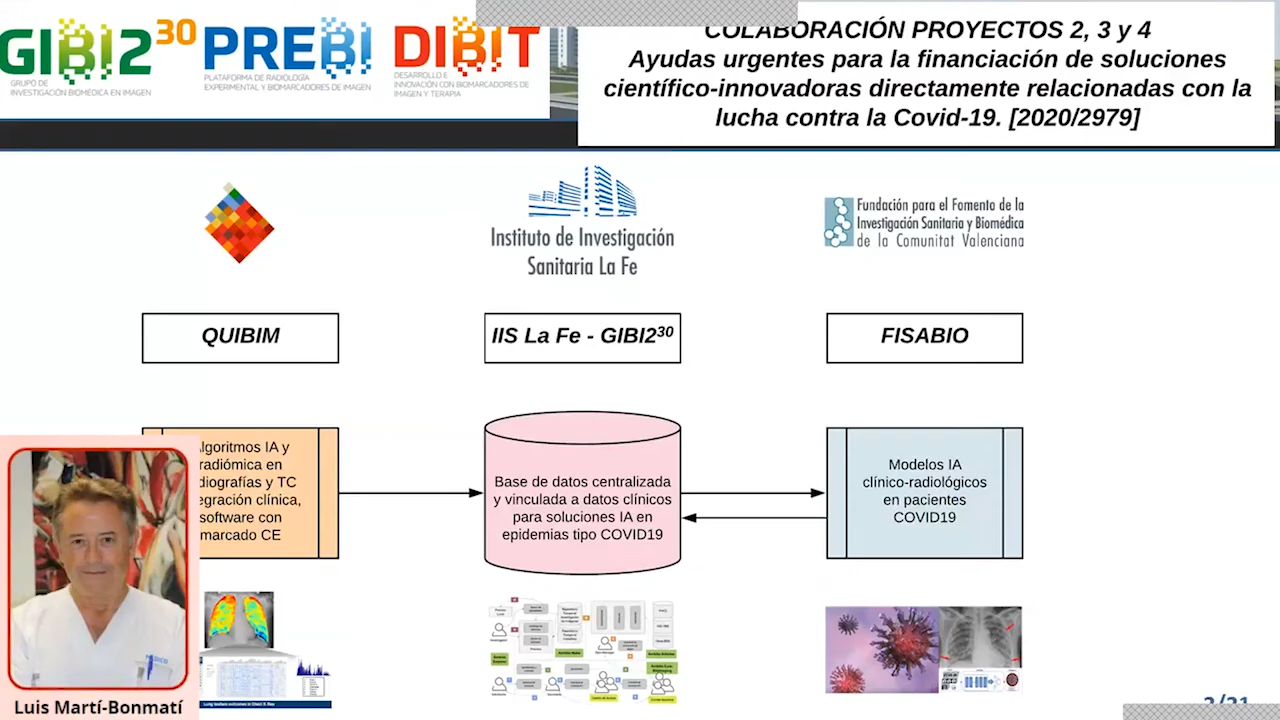 GIBI2 30
GRUPO DE
INVESTIGACIÓN BIOMÉDICA EN IMAGEN
PREBI
PLATAFORMA DE RADIOLOGÍA
EXPERIMENTAL Y BIOMARCADORES DE IMAGEN
DIBIT
DESARROLLO E
INNOVACIÓN CON BIOMARCADORES DE
IMAGEN Y TERAPIA
COLABORACIÓN PROYECTOS 2, 3 y 4
Ayudas urgentes para la financiación de soluciones
científico-innovadoras directamente relacionadas con la
lucha contra la Covid-19. [2020/2979]
Instituto de Investigación
Sanitaria La Fe
Fundación para el Fomento de la
Investigación Sanitaria y Biomédica
de la Comunitat Valenciana
QUIBIM
IIS La Fe - GIBI2³⁰
FISABIO
lgoritmos IA y
radiómica en
diografías y TC
egración clínica,
software con
marcado CE
Base de datos centralizada
y vinculada a datos clínicos
para soluciones IA en
epidemias tipo COVID19
Modelos IA
clínico-radiológicos
en pacientes
COVID19
Luis Martí-Bonmatí